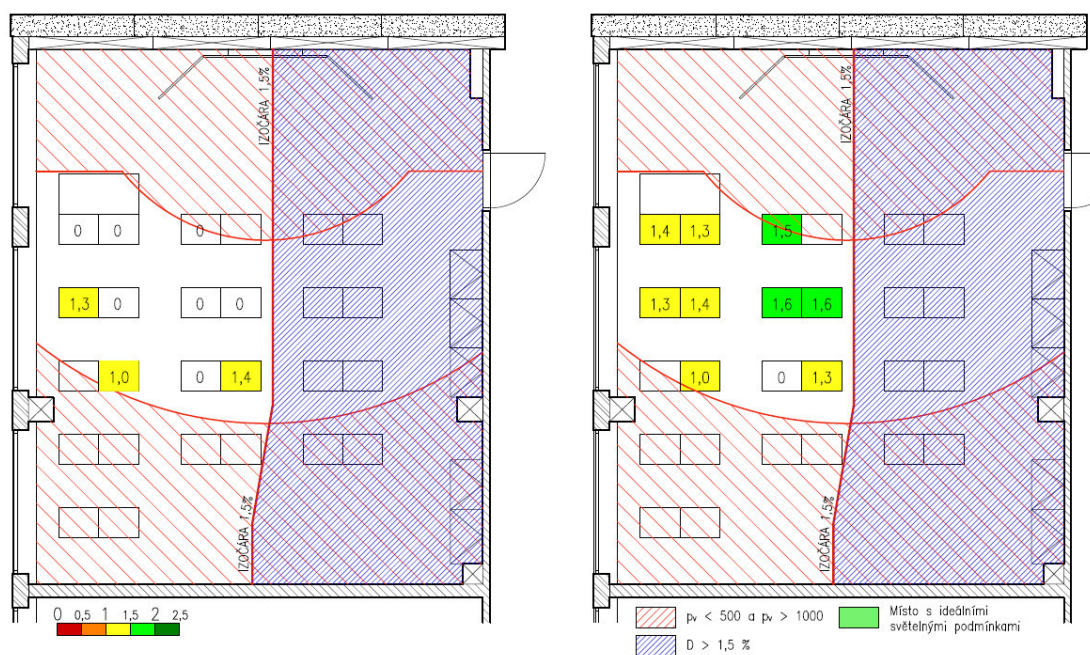 IZOČÁRA 1,5%
0 0 0
1,3 0 0 0
1,0 0 1,4
IZOČÁRA 1,5%
0 0,5 1 1,5 2 2,5
IZOČÁRA 1,5%
1,4 1,3 1,5
1,3 1,4 1,6 1,6
1,0 0 1,3
IZOČÁRA 1,5%
pᵥ < 500 a pᵥ > 1000
D > 1,5 %
Místo s ideálními
světelnými podmínkami